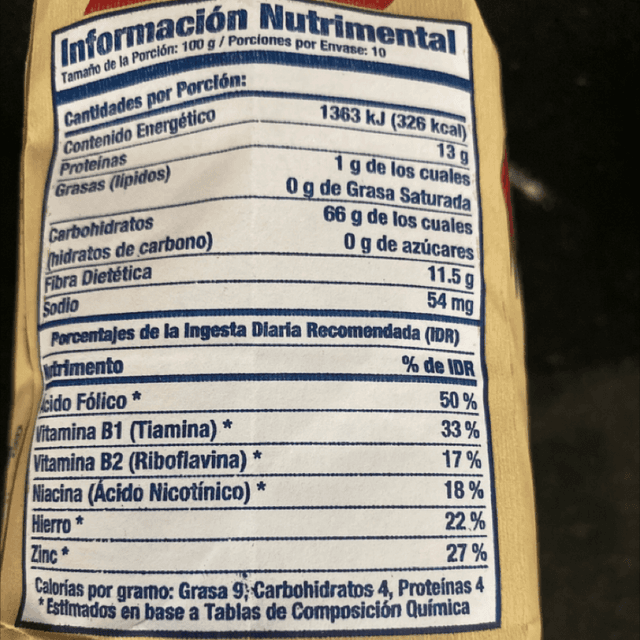 Información Nutrimental
Tamaño de la Porción: 100 g / Porciones por Envase: 10
Cantidades por Porción:
Contenido Energético 1363 kJ (326 kcal)
Proteínas 13 g
Grasas (lípidos) 1 g de los cuales
0 g de Grasa Saturada
Carbohidratos 66 g de los cuales
(hidratos de carbono) 0 g de azúcares
Fibra Dietética 11.5 g
Sodio 54 mg
Porcentajes de la Ingesta Diaria Recomendada (IDR)
Nutrimento % de IDR
Ácido Fólico * 50 %
Vitamina B1 (Tiamina) * 33 %
Vitamina B2 (Riboflavina) * 17 %
Niacina (Ácido Nicotínico) * 18 %
Hierro * 22 %
Zinc * 27 %
Calorías por gramo: Grasa 9; Carbohidratos 4, Proteínas 4
* Estimados en base a Tablas de Composición Química